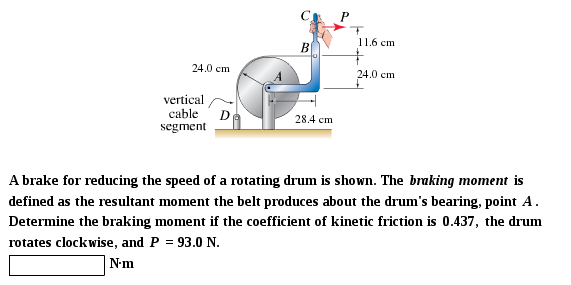 C P
11.6 cm
B
24.0 cm
A
24.0 cm
vertical
cable D
segment
28.4 cm
A brake for reducing the speed of a rotating drum is shown. The braking moment is
defined as the resultant moment the belt produces about the drum's bearing, point A.
Determine the braking moment if the coefficient of kinetic friction is 0.437, the drum
rotates clockwise, and P = 93.0 N.
N·m